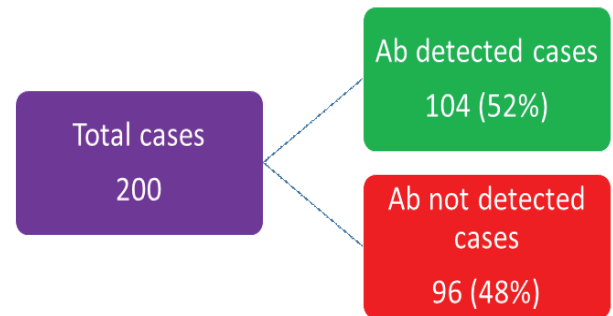 Total cases
200
Ab detected cases
104 (52%)
Ab not detected
cases
96 (48%)